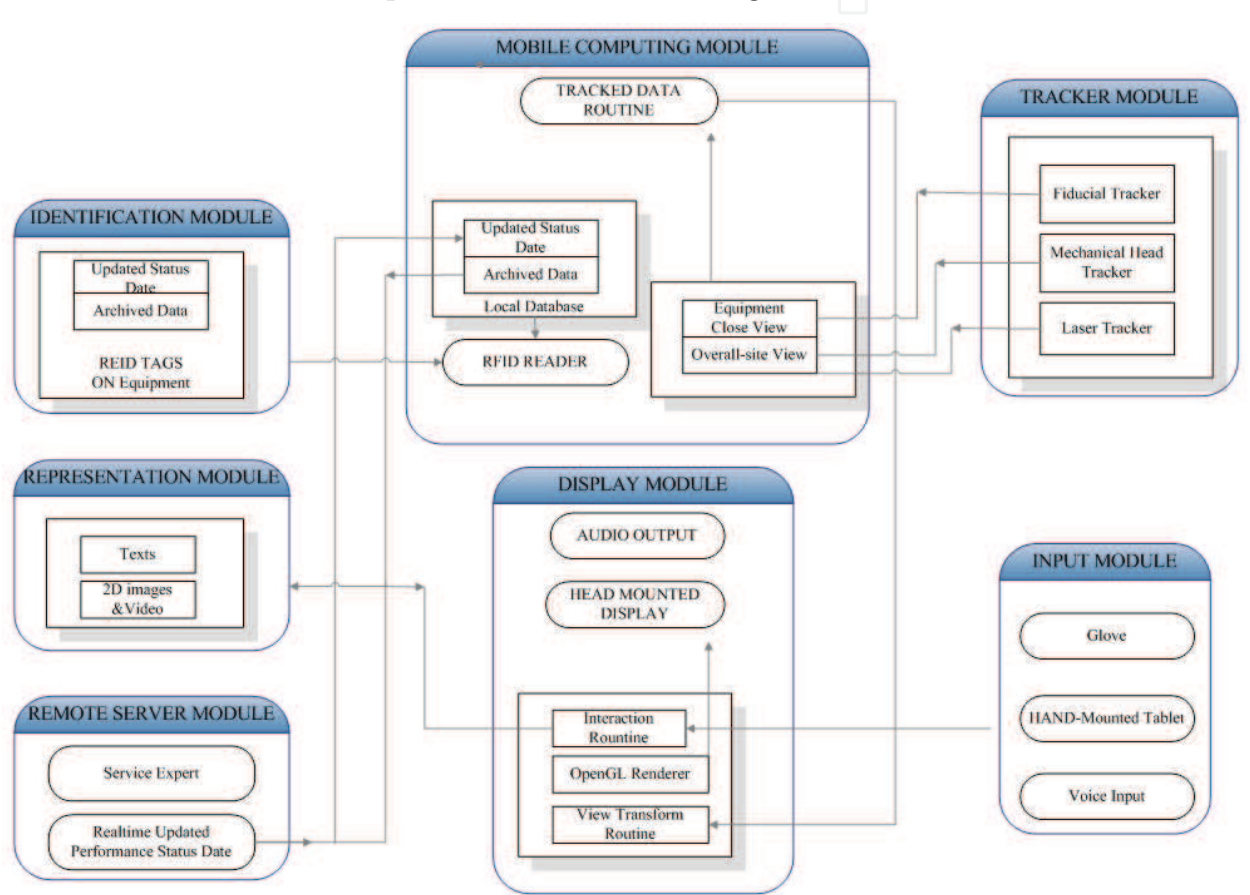 MOBILE COMPUTING MODULE
TRACKED DATA
ROUTINE
Updated Status
Date
Archived Data
Local Database
RFID READER
Equipment
Close View
Overall-site View
TRACKER MODULE
Fiducial Tracker
Mechanical Head
Tracker
Laser Tracker
IDENTIFICATION MODULE
Updated Status
Date
Archived Data
REID TAGS
ON Equipment
REPRESENTATION MODULE
Texts
2D images
&Video
DISPLAY MODULE
AUDIO OUTPUT
HEAD MOUNTED
DISPLAY
Interaction
Rountine
OpenGL Renderer
View Transform
Routine
INPUT MODULE
Glove
HAND-Mounted Tablet
Voice Input
REMOTE SERVER MODULE
Service Expert
Realtime Updated
Performance Status Date